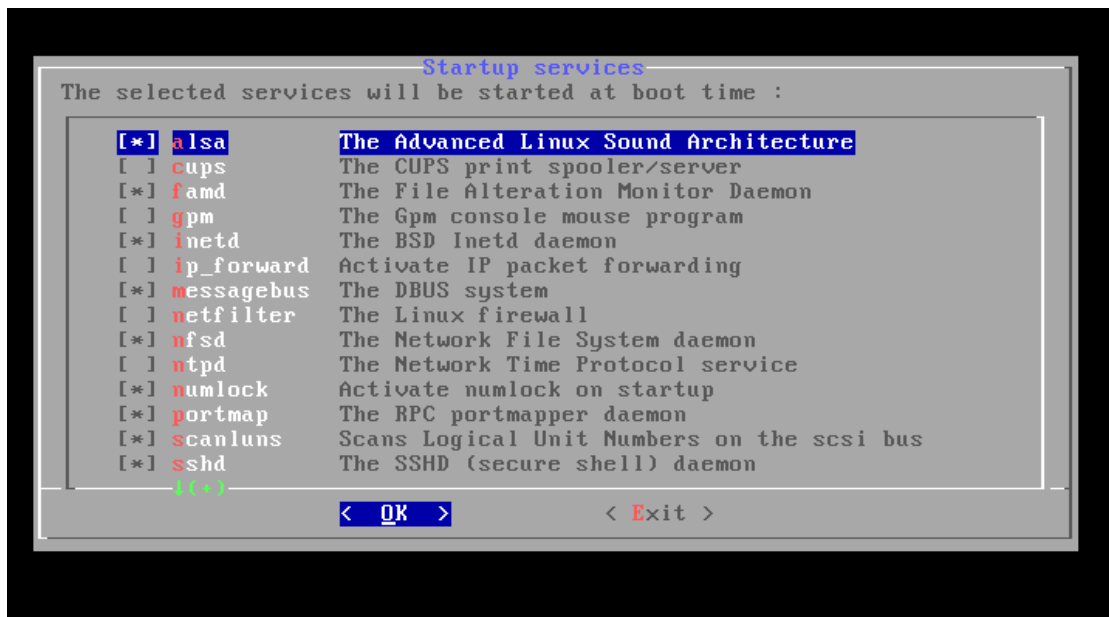 Startup services
The selected services will be started at boot time :
[*] alsa The Advanced Linux Sound Architecture
[ ] cups The CUPS print spooler/server
[*] famd The File Alteration Monitor Daemon
[ ] gpm The Gpm console mouse program
[*] inetd The BSD Inetd daemon
[ ] ip_forward Activate IP packet forwarding
[*] messagebus The DBUS system
[ ] netfilter The Linux firewall
[*] nfsd The Network File System daemon
[ ] ntpd The Network Time Protocol service
[*] numlock Activate numlock on startup
[*] portmap The RPC portmapper daemon
[*] scanluns Scans Logical Unit Numbers on the scsi bus
[*] sshd The SSHD (secure shell) daemon
↓(+)
< OK > < Exit >